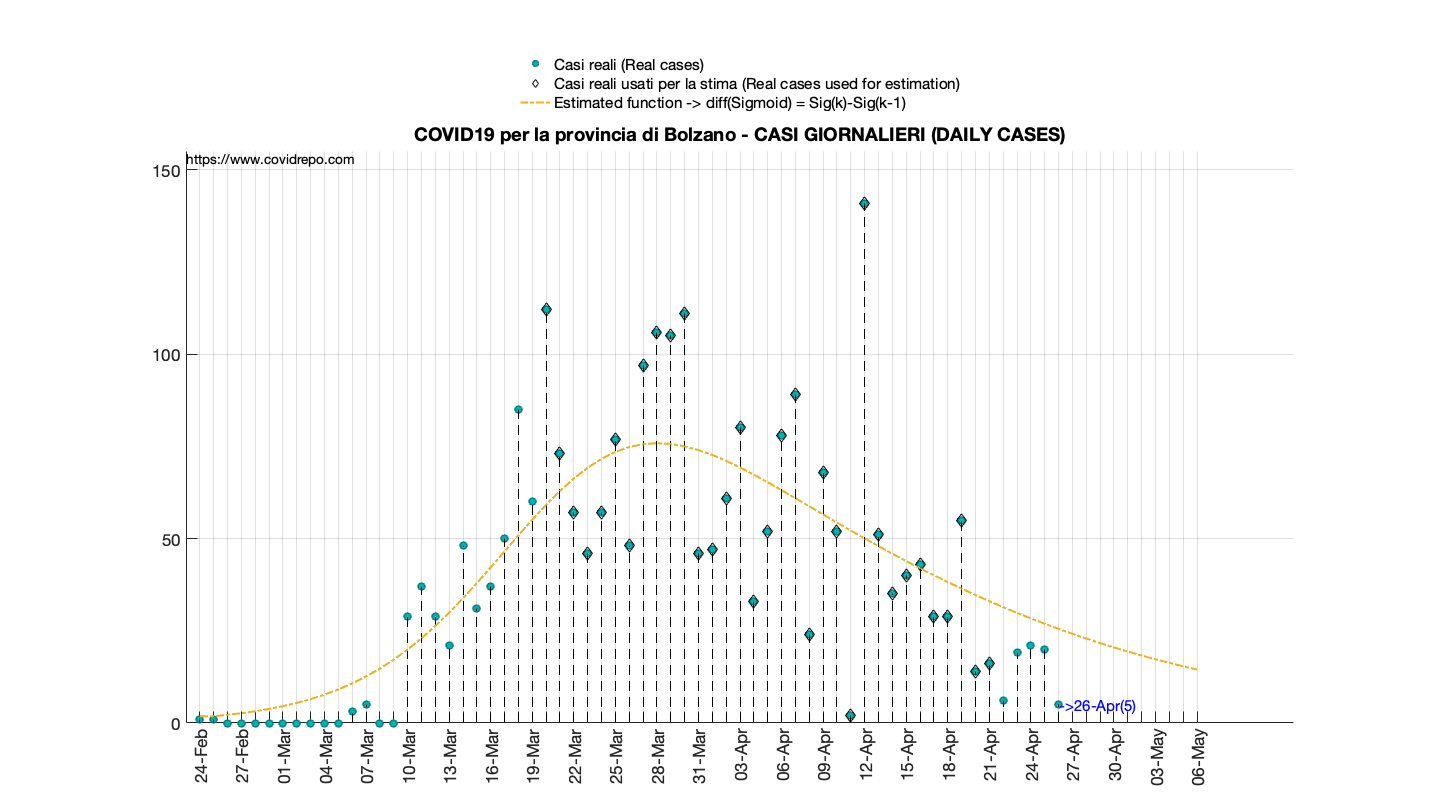 Casi reali (Real cases)
Casi reali usati per la stima (Real cases used for estimation)
Estimated function -> diff(Sigmoid) = Sig(k)-Sig(k-1)
COVID19 per la provincia di Bolzano - CASI GIORNALIERI (DAILY CASES)
https://www.covidrepo.com
150
100
50
0
->26-Apr(5)
24-Feb
27-Feb
01-Mar
04-Mar
07-Mar
10-Mar
13-Mar
16-Mar
19-Mar
22-Mar
25-Mar
28-Mar
31-Mar
03-Apr
06-Apr
09-Apr
12-Apr
15-Apr
18-Apr
21-Apr
24-Apr
27-Apr
30-Apr
03-May
06-May